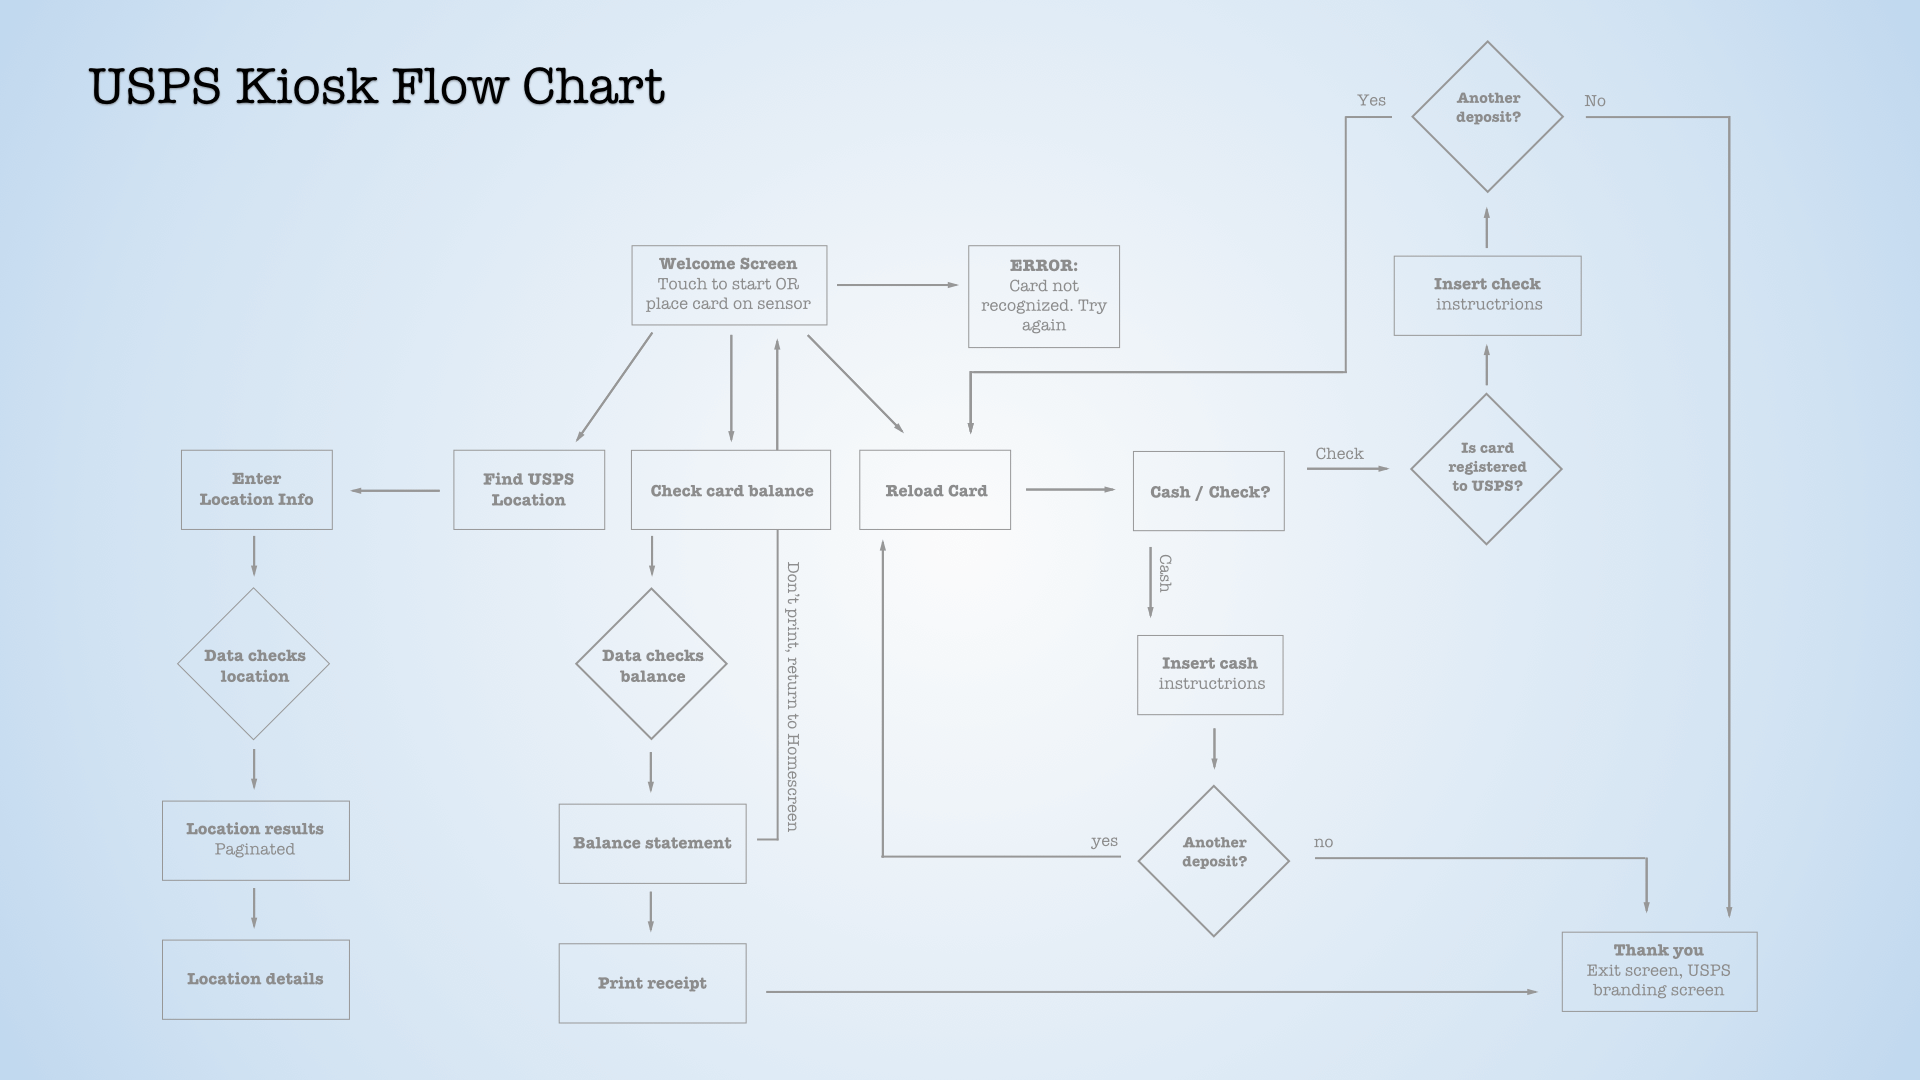 USPS Kiosk Flow Chart
Another
deposit?
Yes
No
Welcome Screen
Touch to start OR
place card on sensor
ERROR:
Card not
recognized. Try
again
Insert check
instructrions
Enter
Location Info
Find USPS
Location
Check card balance
Reload Card
Cash / Check?
Check
Is card
registered
to USPS?
Cash
Don't print, return to Homescreen
Data checks
location
Data checks
balance
Insert cash
instructrions
Location results
Paginated
Balance statement
yes
Another
deposit?
no
Location details
Print receipt
Thank you
Exit screen, USPS
branding screen